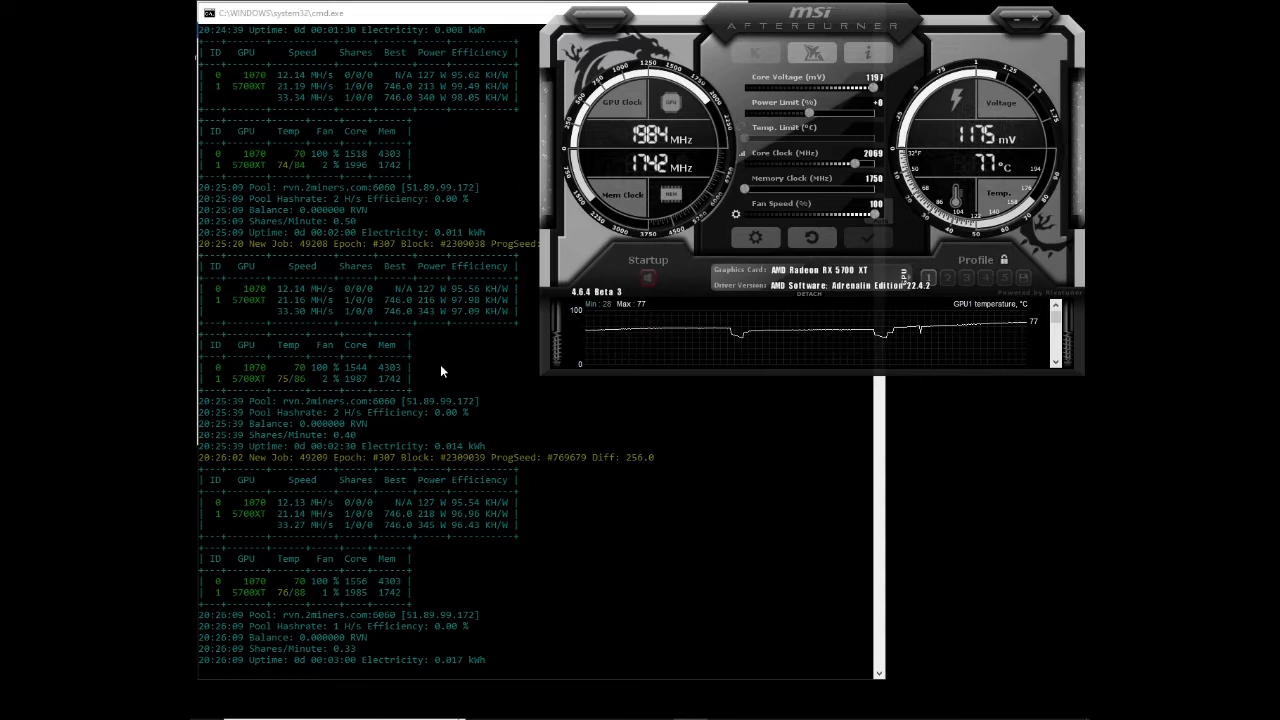 C:\WINDOWS\system32\cmd.exe
20:24:39 Uptime: 0d 00:01:30 Electricity: 0.008 kWh
| ID GPU Speed Shares Best Power Efficiency |
| 0 1070 12.14 MH/s 0/0/0 N/A 127 W 95.62 KH/W |
| 1 5700XT 21.19 MH/s 1/0/0 746.0 213 W 99.49 KH/W |
| 33.34 MH/s 1/0/0 746.0 340 W 98.05 KH/W |
| ID GPU Temp Fan Core Mem |
| 0 1070 70 100 % 1518 4303 |
| 1 5700XT 74/84 2 % 1996 1742 |
20:25:09 Pool: rvn.2miners.com:6060 [51.89.99.172]
20:25:09 Pool Hashrate: 2 H/s Efficiency: 0.00 %
20:25:09 Balance: 0.000000 RVN
20:25:09 Shares/Minute: 0.50
20:25:09 Uptime: 0d 00:02:00 Electricity: 0.011 kWh
20:25:20 New Job: 49208 Epoch: #307 Block: #2309038 ProgSeed:
| ID GPU Speed Shares Best Power Efficiency |
| 0 1070 12.14 MH/s 0/0/0 N/A 127 W 95.56 KH/W |
| 1 5700XT 21.16 MH/s 1/0/0 746.0 216 W 97.98 KH/W |
| 33.30 MH/s 1/0/0 746.0 343 W 97.09 KH/W |
| ID GPU Temp Fan Core Mem |
| 0 1070 70 100 % 1544 4303 |
| 1 5700XT 75/86 2 % 1987 1742 |
20:25:39 Pool: rvn.2miners.com:6060 [51.89.99.172]
20:25:39 Pool Hashrate: 2 H/s Efficiency: 0.00 %
20:25:39 Balance: 0.000000 RVN
20:25:39 Shares/Minute: 0.40
20:25:39 Uptime: 0d 00:02:30 Electricity: 0.014 kWh
20:26:02 New Job: 49209 Epoch: #307 Block: #2309039 ProgSeed: #769679 Diff: 256.0
| ID GPU Speed Shares Best Power Efficiency |
| 0 1070 12.13 MH/s 0/0/0 N/A 127 W 95.54 KH/W |
| 1 5700XT 21.14 MH/s 1/0/0 746.0 218 W 96.96 KH/W |
| 33.27 MH/s 1/0/0 746.0 345 W 96.43 KH/W |
| ID GPU Temp Fan Core Mem |
| 0 1070 70 100 % 1556 4303 |
| 1 5700XT 76/88 1 % 1985 1742 |
20:26:09 Pool: rvn.2miners.com:6060 [51.89.99.172]
20:26:09 Pool Hashrate: 1 H/s Efficiency: 0.00 %
20:26:09 Balance: 0.000000 RVN
20:26:09 Shares/Minute: 0.33
20:26:09 Uptime: 0d 00:03:00 Electricity: 0.017 kWh
msi
AFTERBURNER
GPU Clock
GPU
1984 MHz
1742 MHz
Mem Clock
MEM
Core Voltage (mV) 1197
Power Limit (%) +0
Temp. Limit (°C)
Core Clock (MHz) 2069
Memory Clock (MHz) 1750
Fan Speed (%) 100
Voltage
1175 mV
77 °C
Temp.
Startup
Graphics Card: AMD Radeon RX 5700 XT
Driver Version: AMD Software: Adrenalin Edition 22.4.2
Profile
1 2 3 4 5
4.6.4 Beta 3
DETACH
Powered by Rivatuner
Min : 28 Max : 77
GPU1 temperature, °C
100
77
0